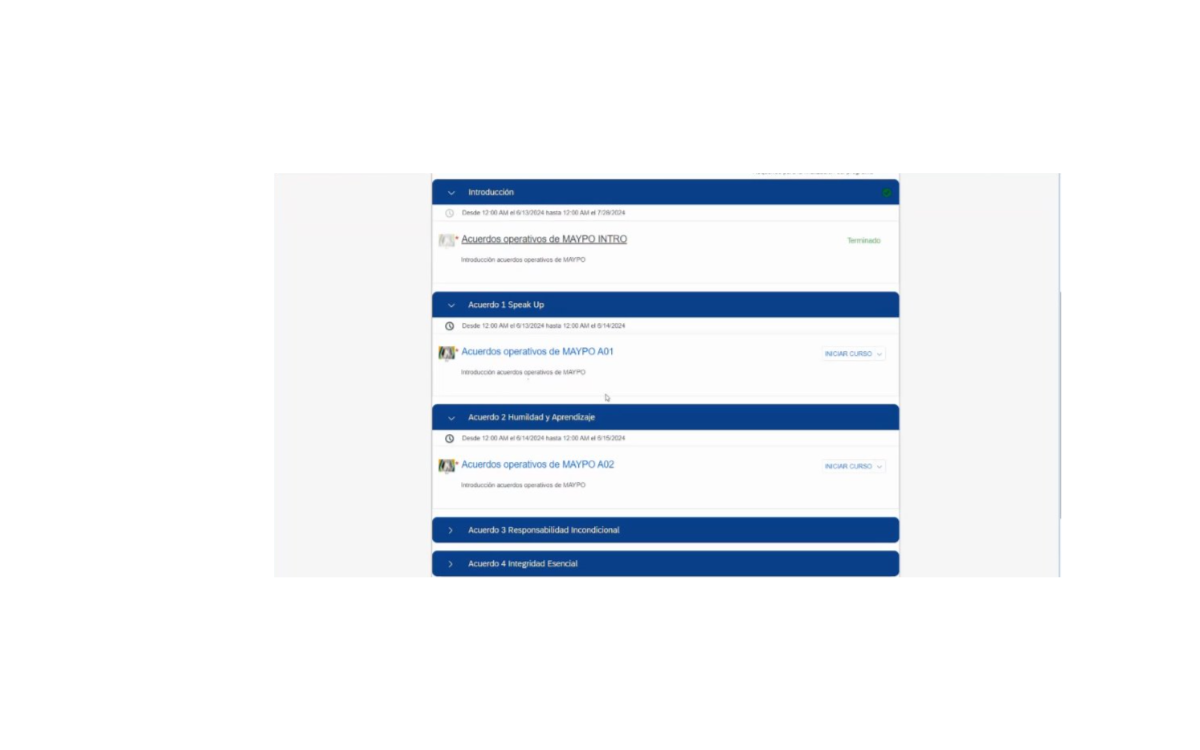 Introducción
Desde 12:00 AM el 6/13/2024 hasta 12:00 AM el 7/28/2024
Acuerdos operativos de MAYPO INTRO
Terminado
Introducción acuerdos operativos de MAYPO
Acuerdo 1 Speak Up
Desde 12:00 AM el 6/13/2024 hasta 12:00 AM el 6/14/2024
Acuerdos operativos de MAYPO A01
INICIAR CURSO
Introducción acuerdos operativos de MAYPO
Acuerdo 2 Humildad y Aprendizaje
Desde 12:00 AM el 6/14/2024 hasta 12:00 AM el 6/15/2024
Acuerdos operativos de MAYPO A02
INICIAR CURSO
Introducción acuerdos operativos de MAYPO
Acuerdo 3 Responsabilidad Incondicional
Acuerdo 4 Integridad Esencial